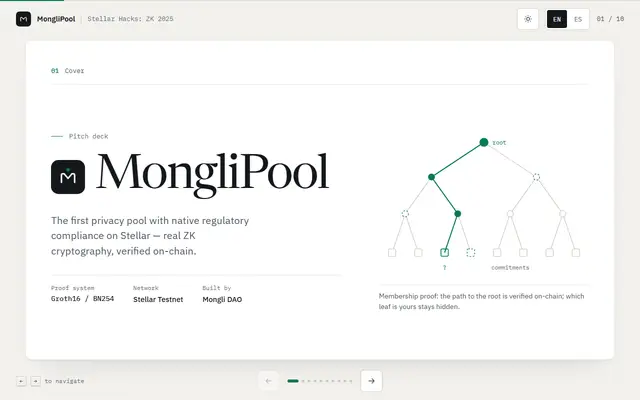 MongliPool | Stellar Hacks: ZK 2025
EN ES
01 / 10
01 Cover
Pitch deck
MongliPool
The first privacy pool with native regulatory
compliance on Stellar — real ZK
cryptography, verified on-chain.
Proof system
Groth16 / BN254
Network
Stellar Testnet
Built by
Mongli DAO
root
?
commitments
Membership proof: the path to the root is verified on-chain; which
leaf is yours stays hidden.
← → to navigate
← →